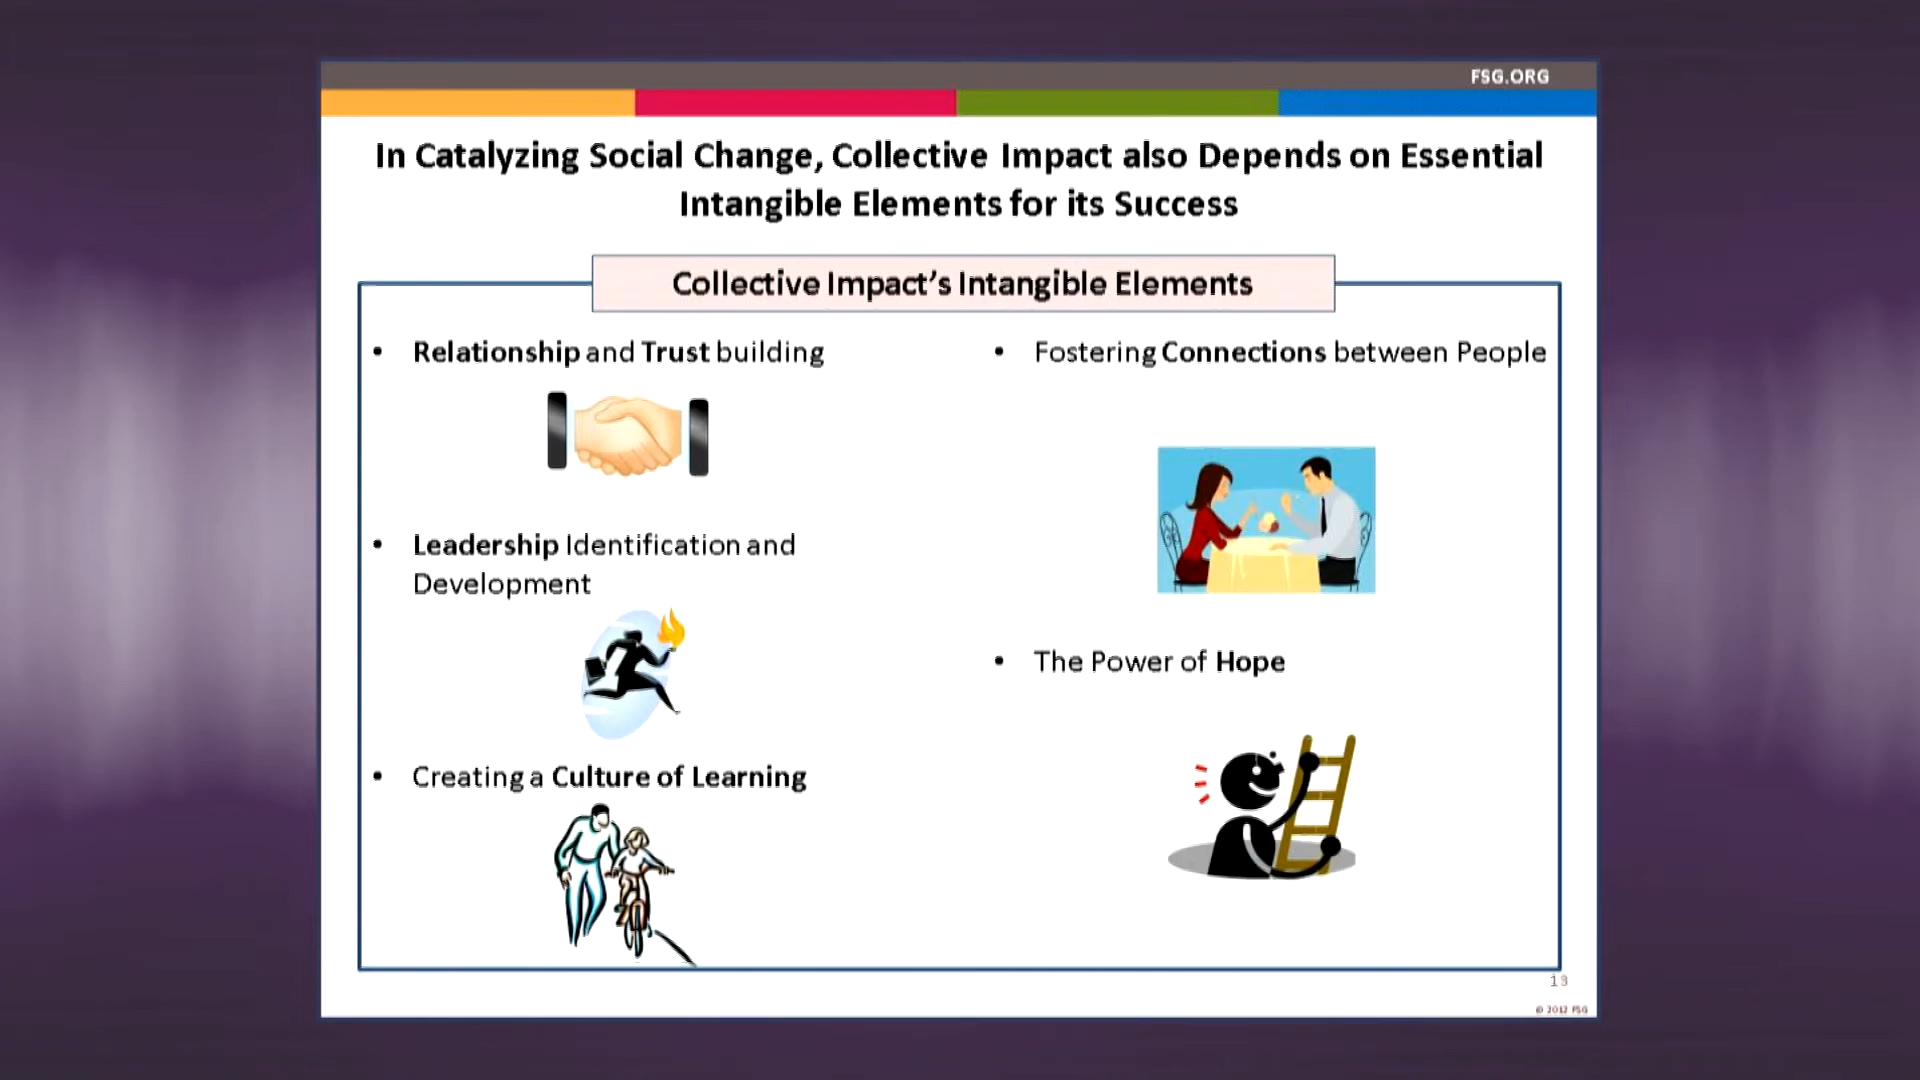 FSG.ORG
In Catalyzing Social Change, Collective Impact also Depends on Essential
Intangible Elements for its Success
Collective Impact’s Intangible Elements
• Relationship and Trust building
• Leadership Identification and
Development
• Creating a Culture of Learning
• Fostering Connections between People
• The Power of Hope
13
© 2012 FSG